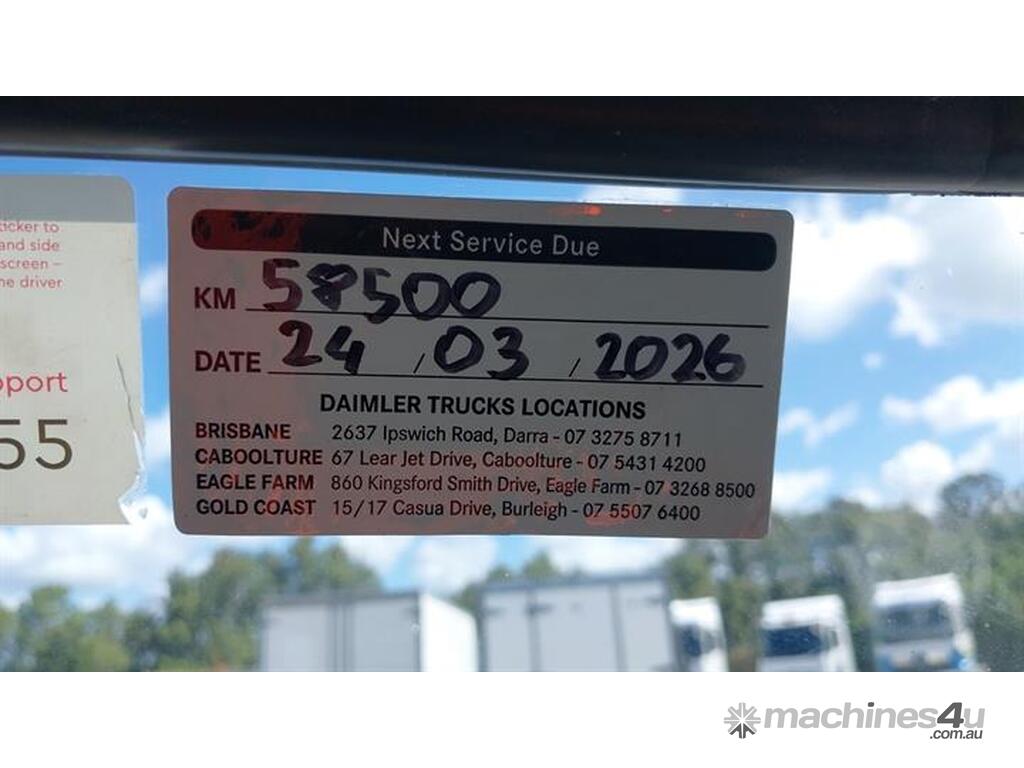 icker to
and side
screen –
he driver
pport
55
Next Service Due
KM 58500
DATE 24 / 03 / 2026
DAIMLER TRUCKS LOCATIONS
BRISBANE 2637 Ipswich Road, Darra - 07 3275 8711
CABOOLTURE 67 Lear Jet Drive, Caboolture - 07 5431 4200
EAGLE FARM 860 Kingsford Smith Drive, Eagle Farm - 07 3268 8500
GOLD COAST 15/17 Casua Drive, Burleigh - 07 5507 6400
machines4u
.com.au